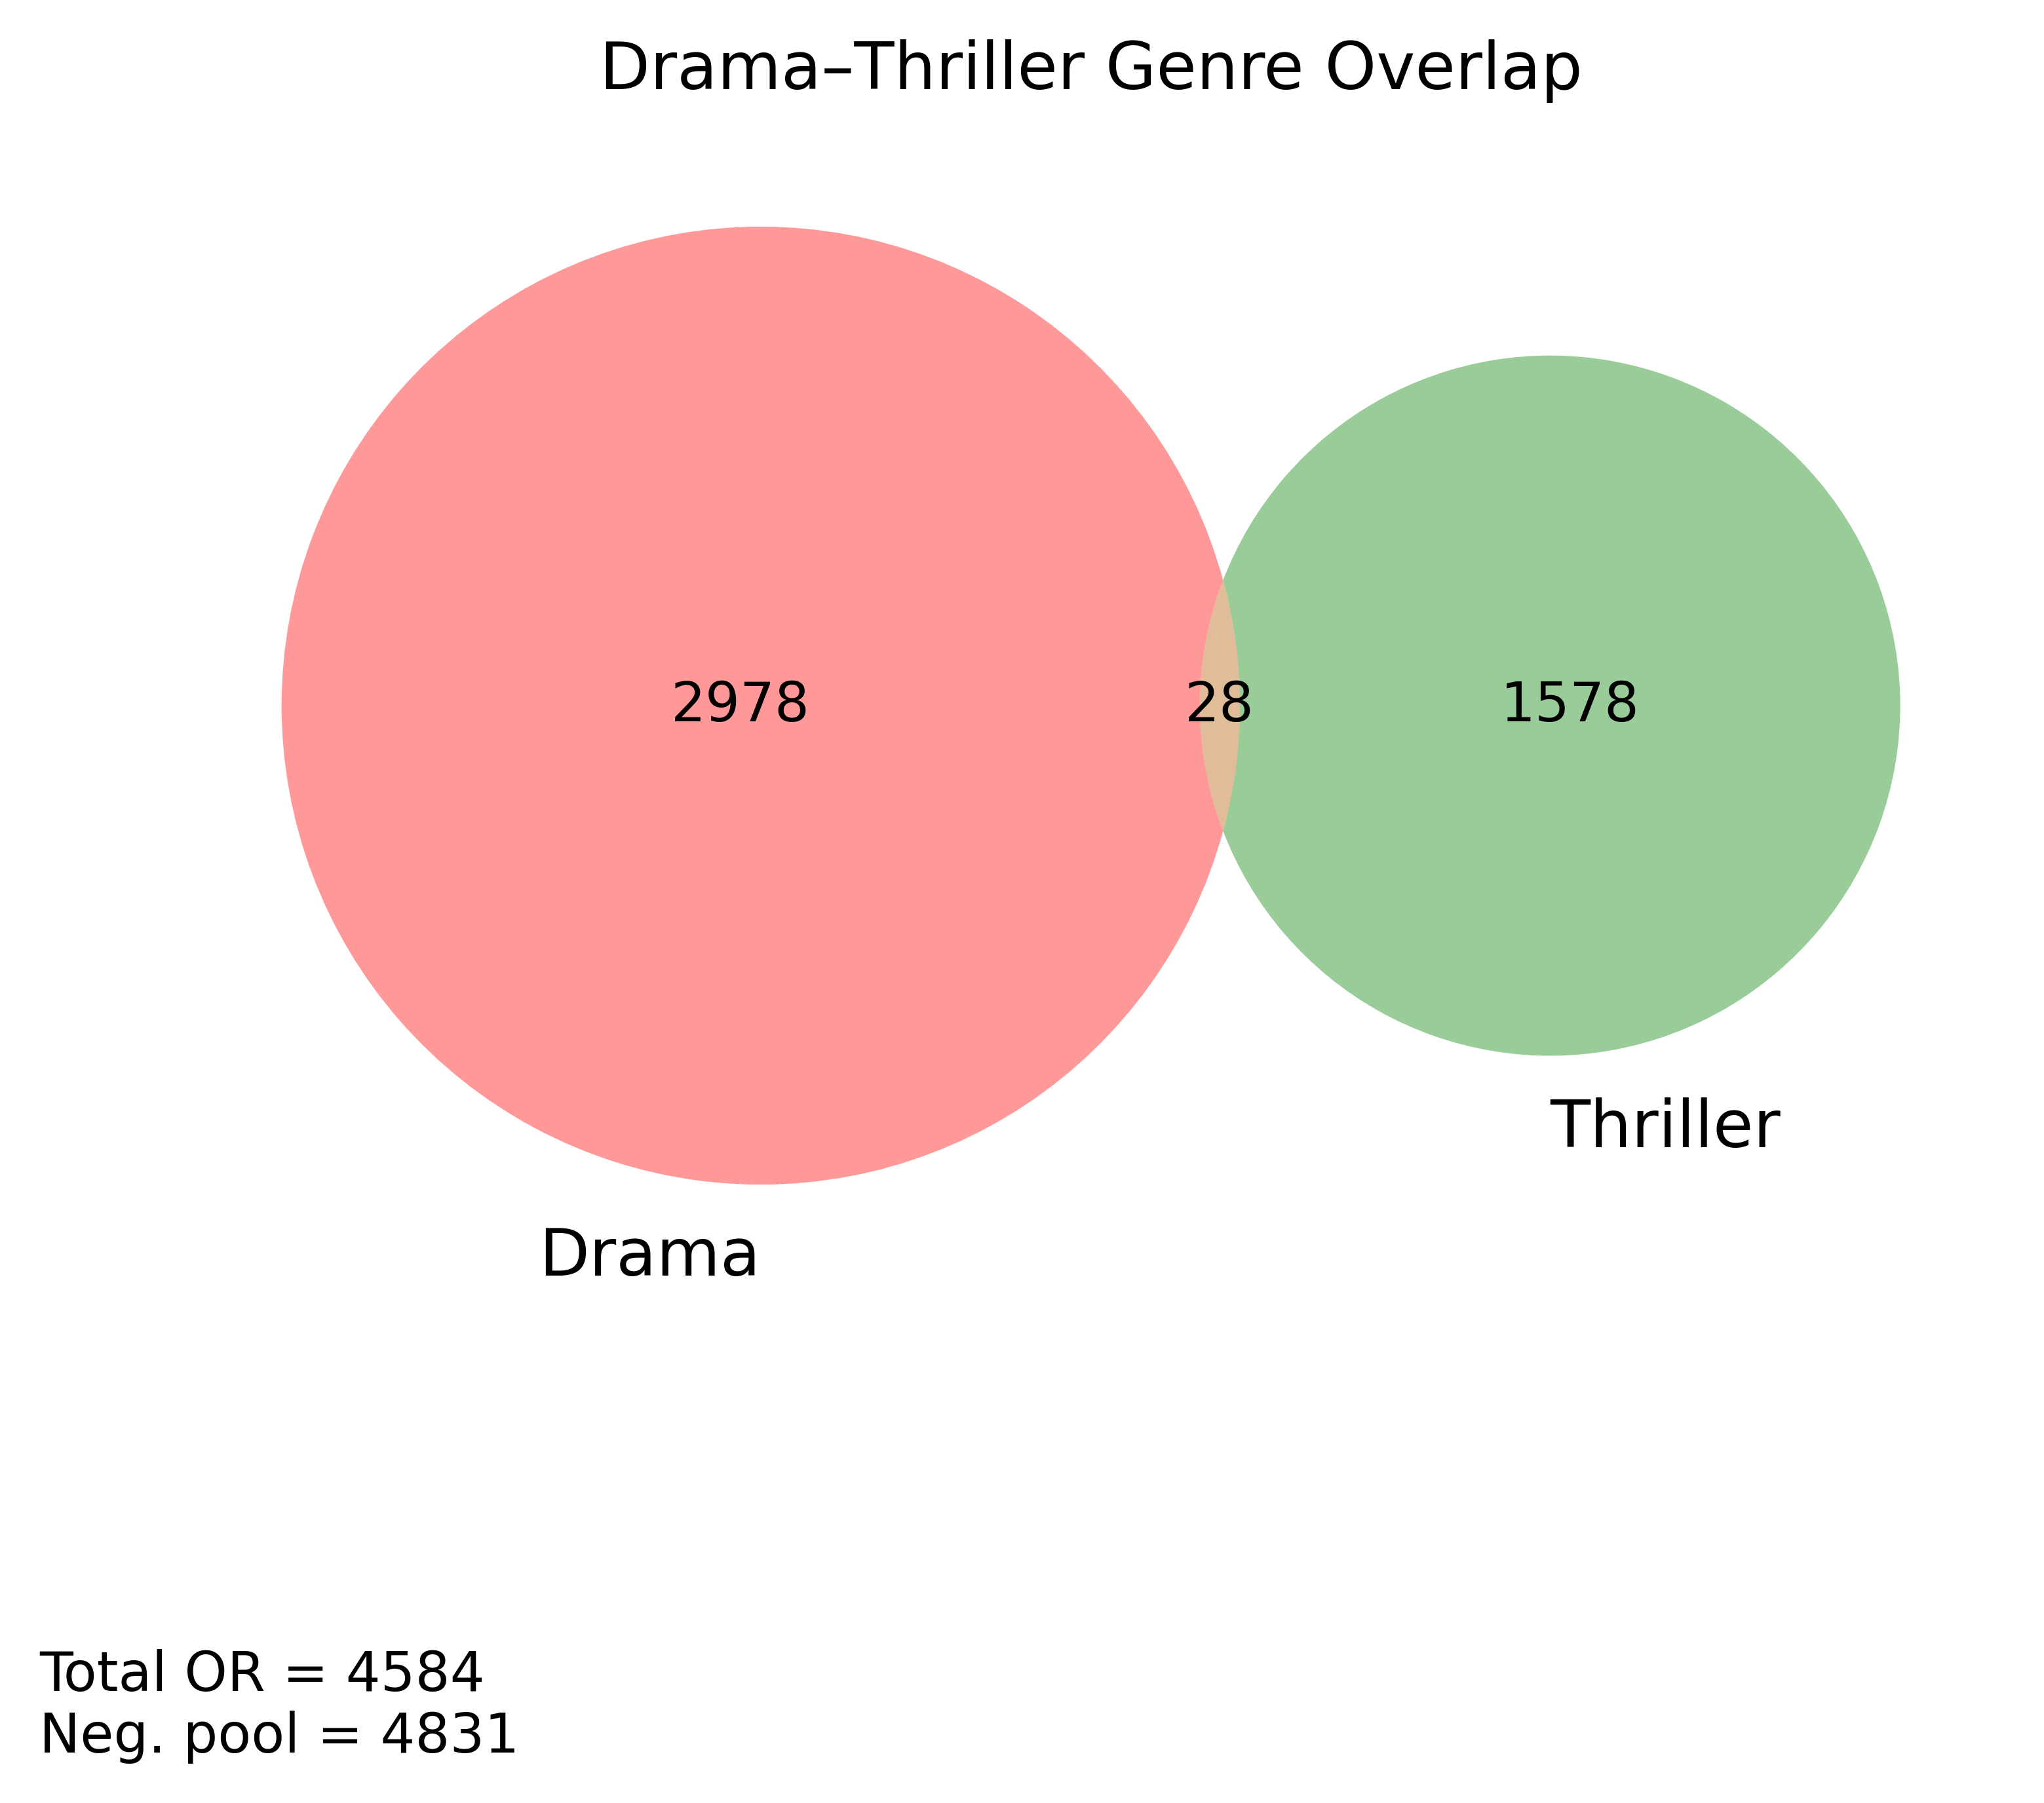 Drama–Thriller Genre Overlap
2978
28
1578
Thriller
Drama
Total OR = 4584
Neg. pool = 4831